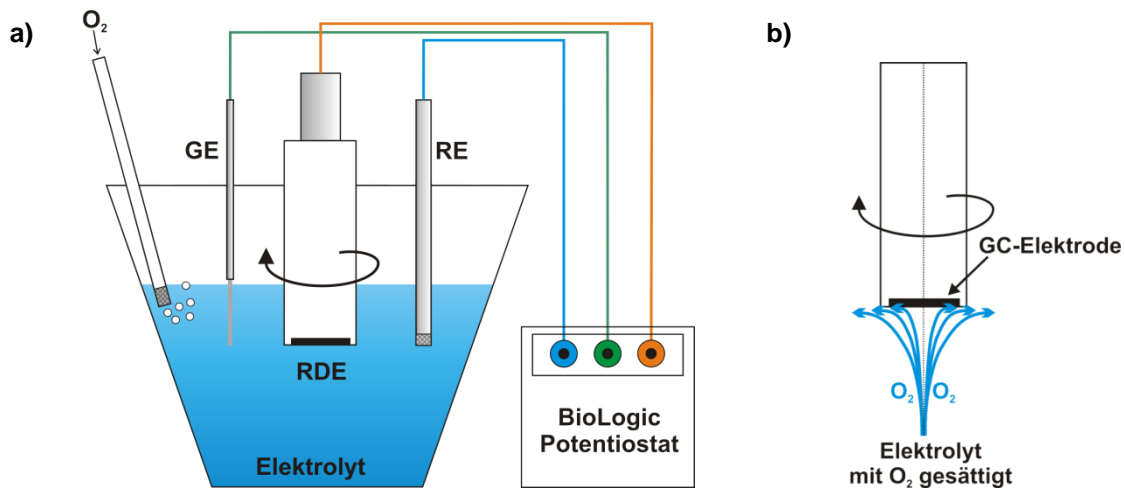 a)
O₂
GE
RE
RDE
Elektrolyt
BioLogic
Potentiostat
b)
GC-Elektrode
O₂ O₂
Elektrolyt
mit O₂ gesättigt